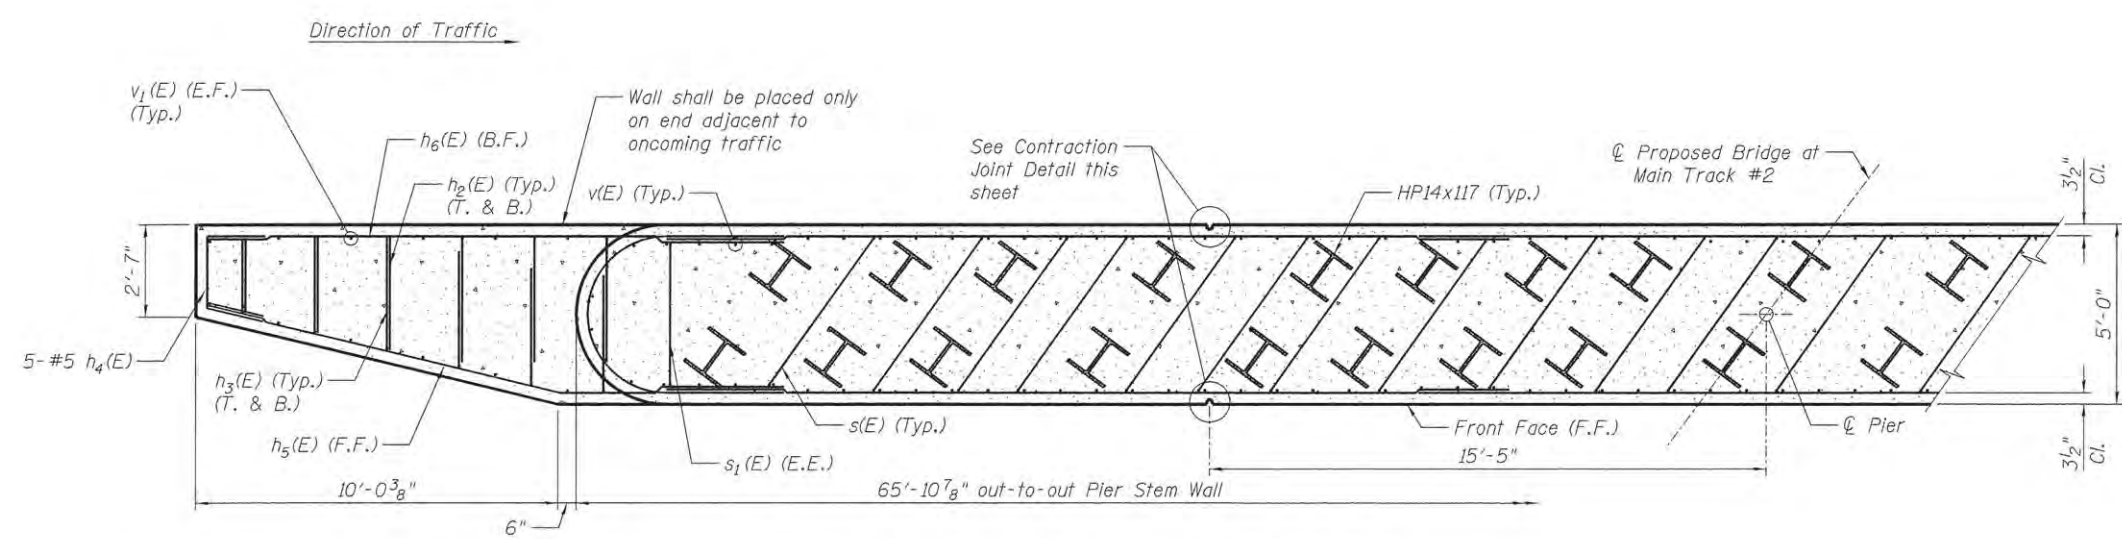 Direction of Traffic
v1(E) (E.F.)
(Typ.)
h6(E) (B.F.)
h2(E) (Typ.)
(T. & B.)
Wall shall be placed only
on end adjacent to
oncoming traffic
v(E) (Typ.)
See Contraction
Joint Detail this
sheet
HP14x117 (Typ.)
℄ Proposed Bridge at
Main Track #2
3½"
Cl.
2'-7"
5'-0"
5-#5 h4(E)
h3(E) (Typ.)
(T. & B.)
h5(E) (F.F.)
s1(E) (E.E.)
s(E) (Typ.)
Front Face (F.F.)
℄ Pier
3½"
Cl.
15'-5"
10'-0⅜"
6"
65'-10⅞" out-to-out Pier Stem Wall